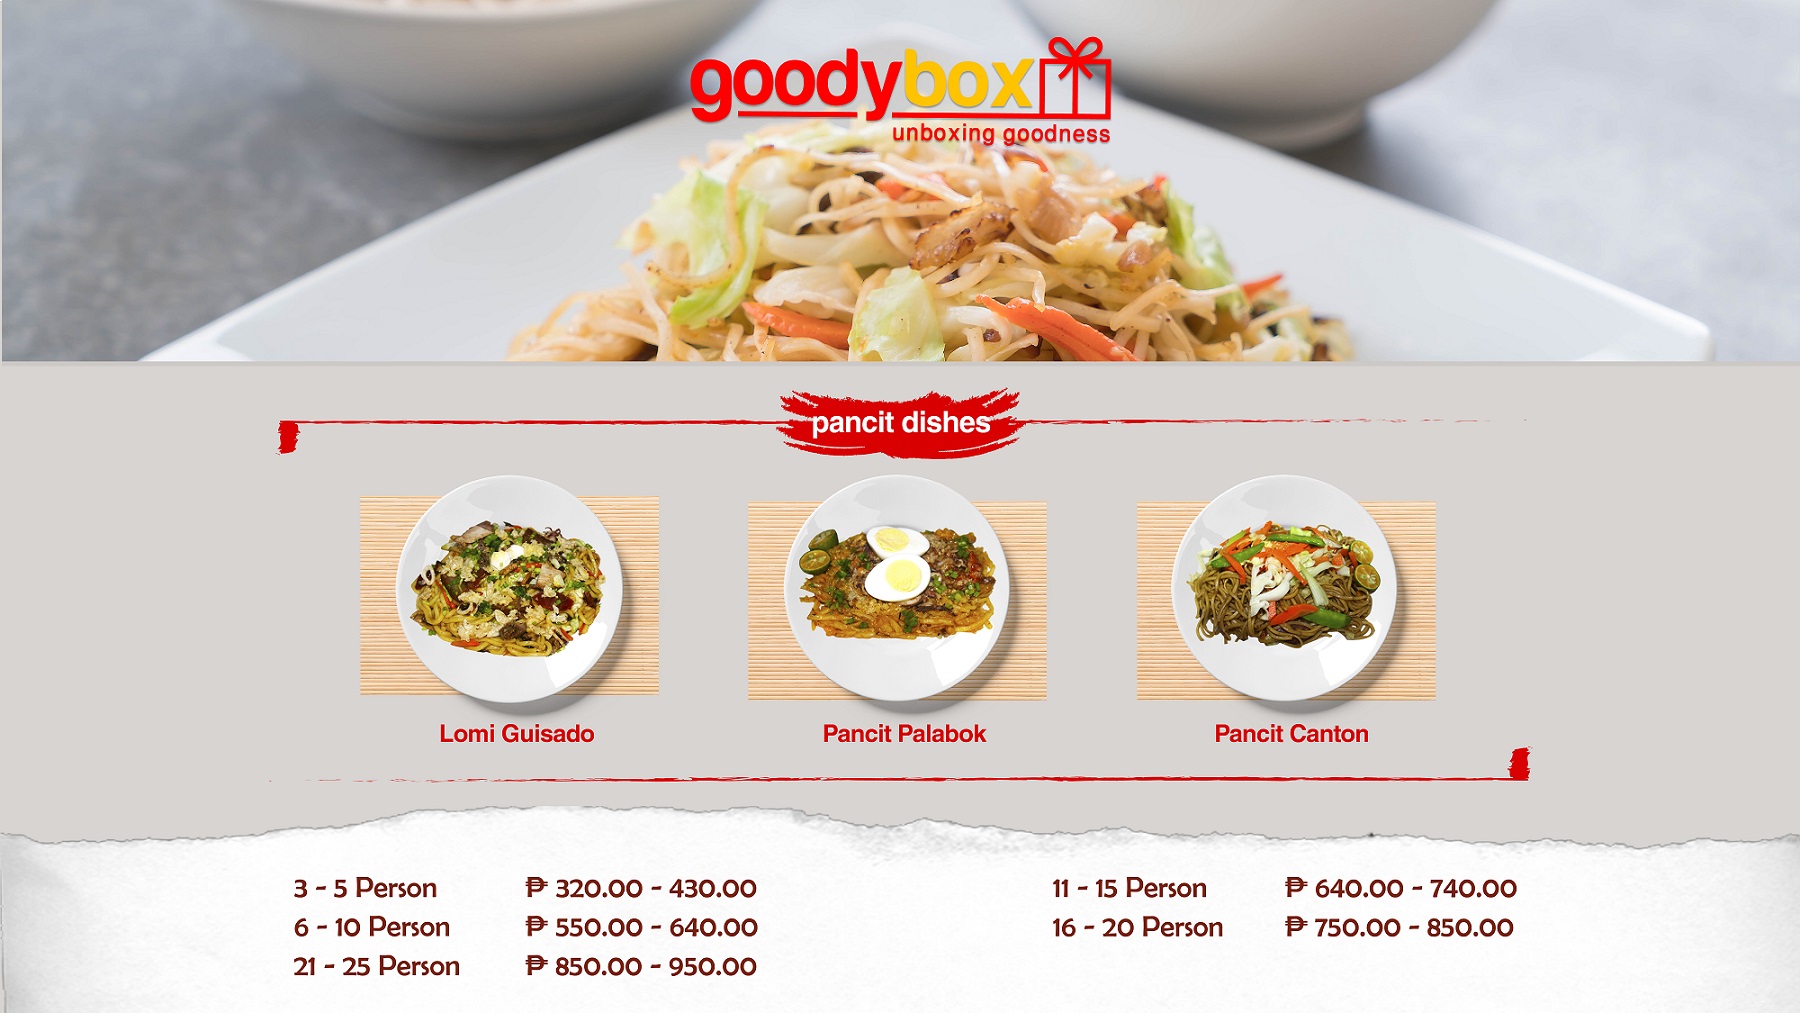 goodybox
unboxing goodness
pancit dishes
Lomi Guisado
Pancit Palabok
Pancit Canton
3 - 5 Person ₱ 320.00 - 430.00
6 - 10 Person ₱ 550.00 - 640.00
21 - 25 Person ₱ 850.00 - 950.00
11 - 15 Person ₱ 640.00 - 740.00
16 - 20 Person ₱ 750.00 - 850.00